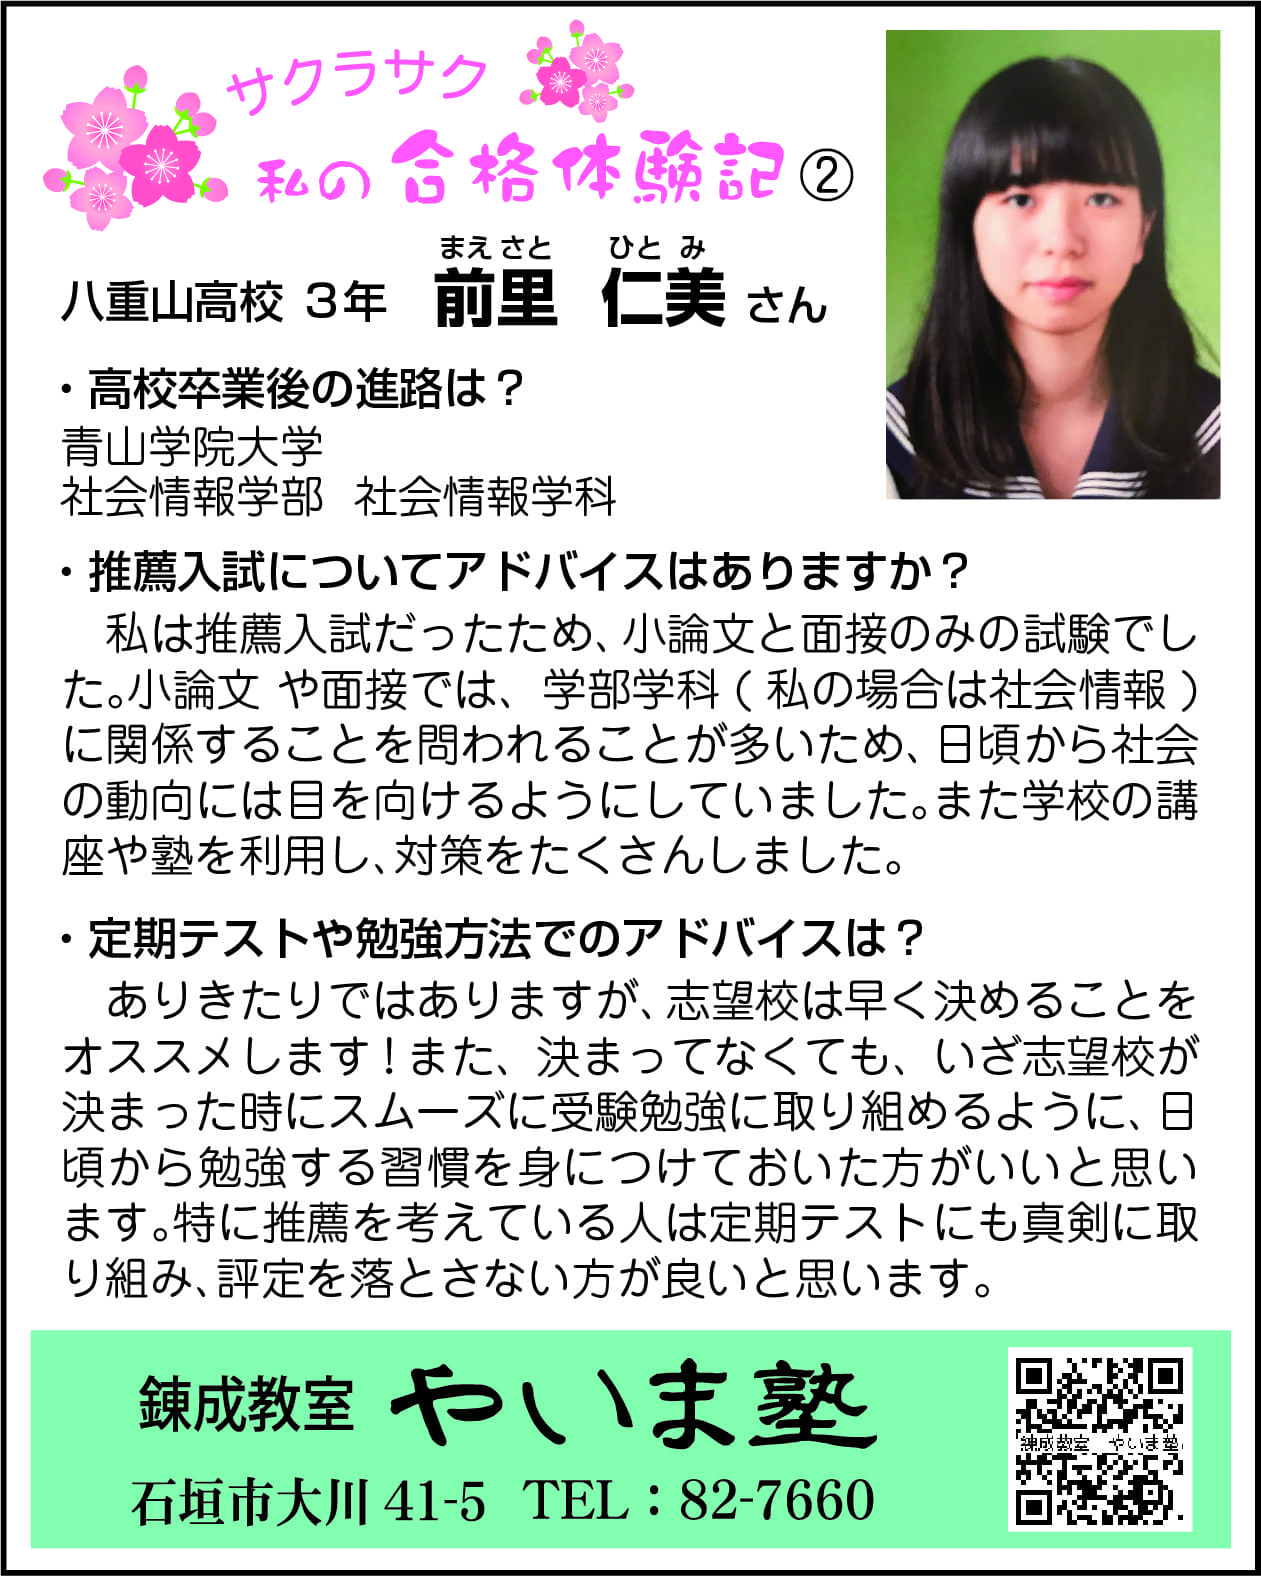 サクラサク
私の合格体験記②
まえさと ひとみ
八重山高校 3年 前里 仁美 さん
・高校卒業後の進路は？
青山学院大学
社会情報学部 社会情報学科
・推薦入試についてアドバイスはありますか？
私は推薦入試だったため、小論文と面接のみの試験でし
た。小論文 や面接では、学部学科(私の場合は社会情報)
に関係することを問われることが多いため、日頃から社会
の動向には目を向けるようにしていました。また学校の講
座や塾を利用し、対策をたくさんしました。
・定期テストや勉強方法でのアドバイスは？
ありきたりではありますが、志望校は早く決めることを
オススメします！また、決まってなくても、いざ志望校が
決まった時にスムーズに受験勉強に取り組めるように、日
頃から勉強する習慣を身につけておいた方がいいと思い
ます。特に推薦を考えている人は定期テストにも真剣に取
り組み、評定を落とさない方が良いと思います。
錬成教室 やいま塾
錬成教室 やいま塾
石垣市大川 41-5 TEL：82-7660